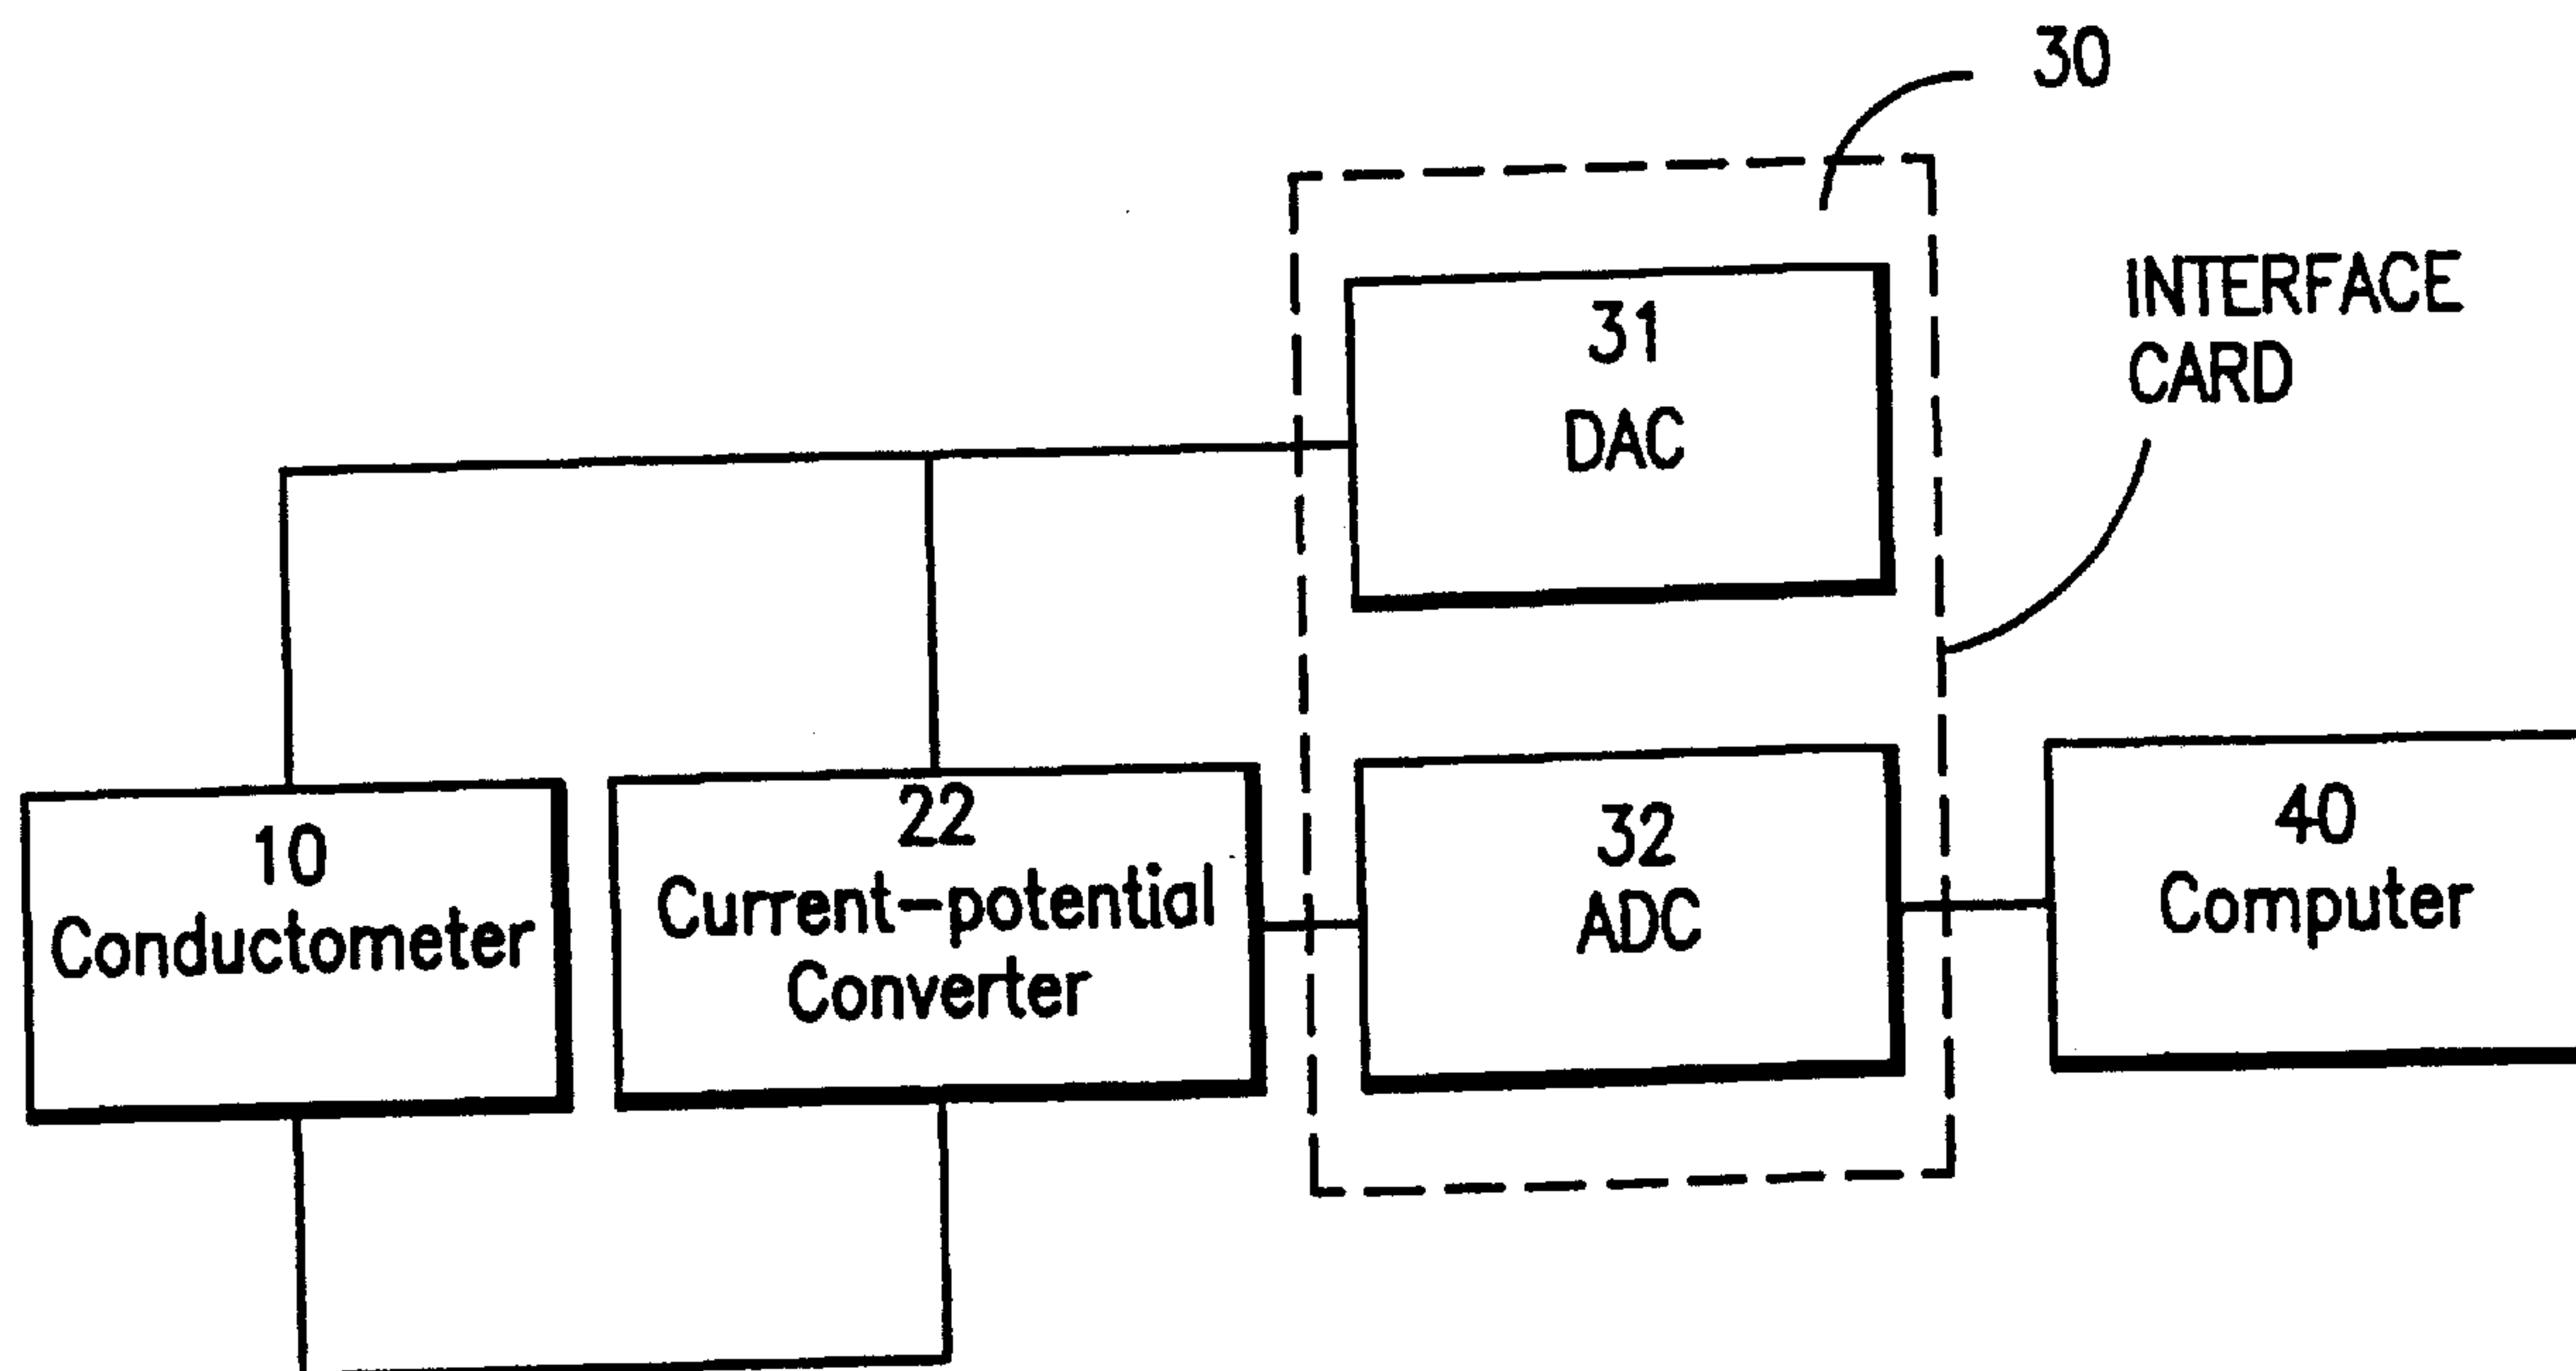 30
INTERFACE
CARD
31
DAC
10
Conductometer
22
Current-potential
Converter
32
ADC
40
Computer